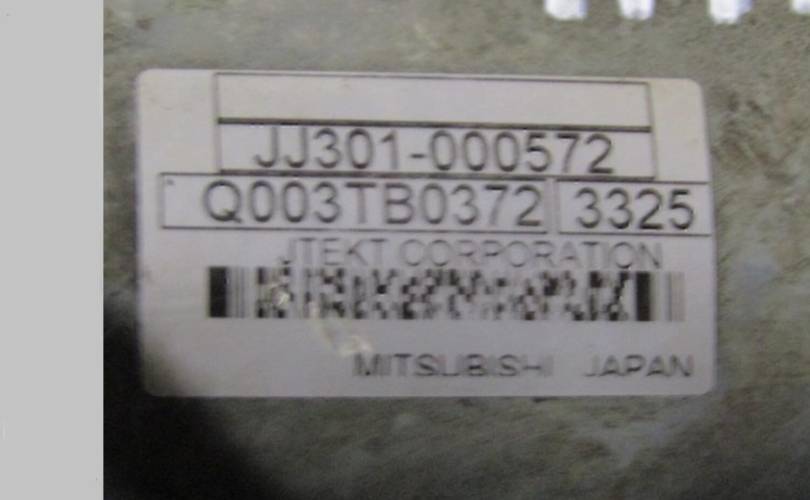 JJ301-000572
Q003TB0372 3325
JTEKT CORPORATION
MITSUBISHI JAPAN